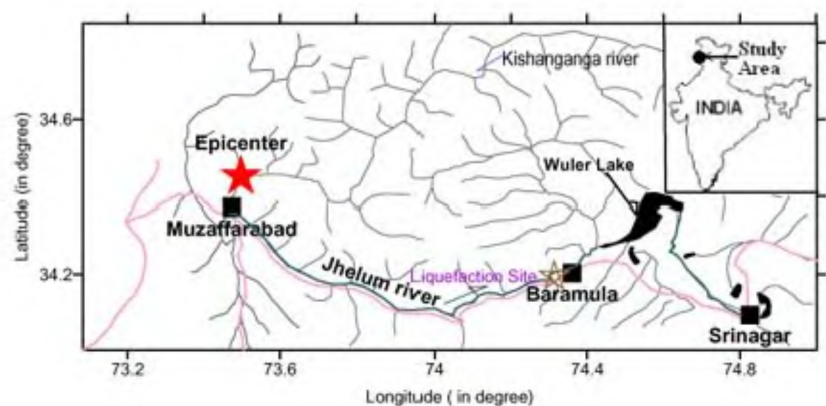 Kishanganga river
Study
Area
INDIA
34.6
Epicenter
Wuler Lake
Latitude (in degree)
Muzaffarabad
Jhelum river
Liquefaction Site
34.2
Baramula
Srinagar
73.2
73.6
74
74.4
74.8
Longitude ( in degree)